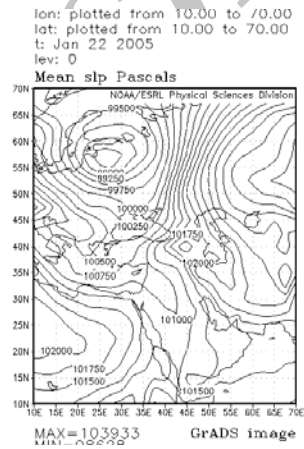 lon: plotted from 10.00 to 70.00
lat: plotted from 10.00 to 70.00
t: Jan 22 2005
lev: 0
Mean slp Pascals
NOAA/ESRL Physical Sciences Division
70N
65N
60N
55N
50N
45N
40N
35N
30N
25N
20N
15N
10N
99500
99250
99750
100000
100250
101750
102000
100500
100750
101000
102000
101750
101500
101500
10E 15E 20E 25E 30E 35E 40E 45E 50E 55E 60E 65E 70E
MAX=103933
GrADS image